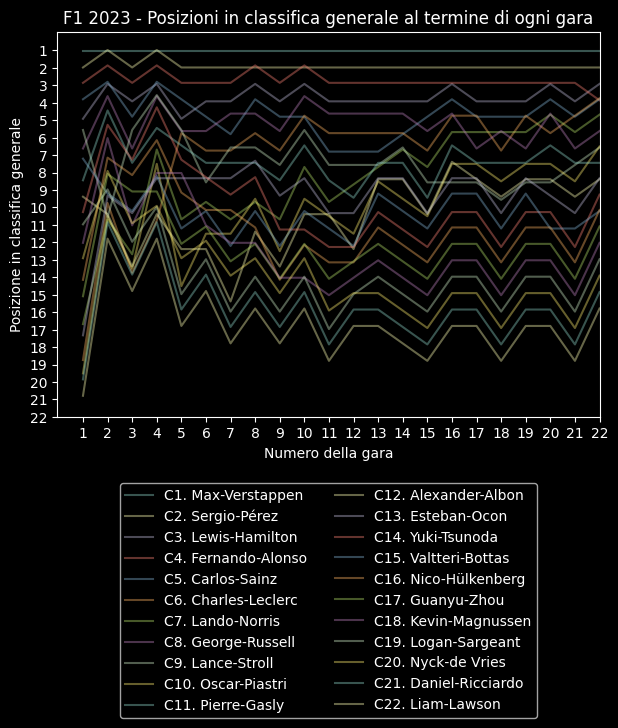 F1 2023 - Posizioni in classifica generale al termine di ogni gara
Posizione in classifica generale
1
2
3
4
5
6
7
8
9
10
11
12
13
14
15
16
17
18
19
20
21
22
1 2 3 4 5 6 7 8 9 10 11 12 13 14 15 16 17 18 19 20 21 22
Numero della gara
C1. Max-Verstappen
C2. Sergio-Pérez
C3. Lewis-Hamilton
C4. Fernando-Alonso
C5. Carlos-Sainz
C6. Charles-Leclerc
C7. Lando-Norris
C8. George-Russell
C9. Lance-Stroll
C10. Oscar-Piastri
C11. Pierre-Gasly
C12. Alexander-Albon
C13. Esteban-Ocon
C14. Yuki-Tsunoda
C15. Valtteri-Bottas
C16. Nico-Hülkenberg
C17. Guanyu-Zhou
C18. Kevin-Magnussen
C19. Logan-Sargeant
C20. Nyck-de Vries
C21. Daniel-Ricciardo
C22. Liam-Lawson